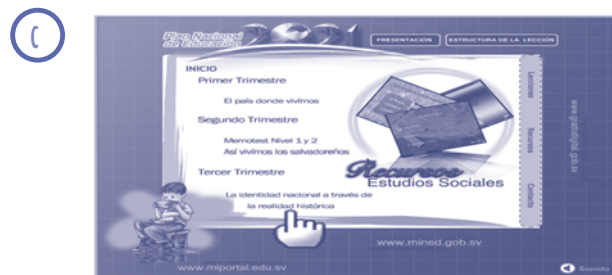 C
Plan Nacional
de Educación 2021
PRESENTACIÓN
ESTRUCTURA DE LA LECCIÓN
INICIO
Primer Trimestre
El país donde vivimos
Segundo Trimestre
Memotest Nivel 1 y 2
Así vivimos los salvadoreños
Tercer Trimestre
La identidad nacional a través de
la realidad histórica
Recursos
Estudios Sociales
Lecciones
Recursos
Contacto
www.gradodigital.gob.sv
www.mined.gob.sv
www.miportal.edu.sv
Sonido